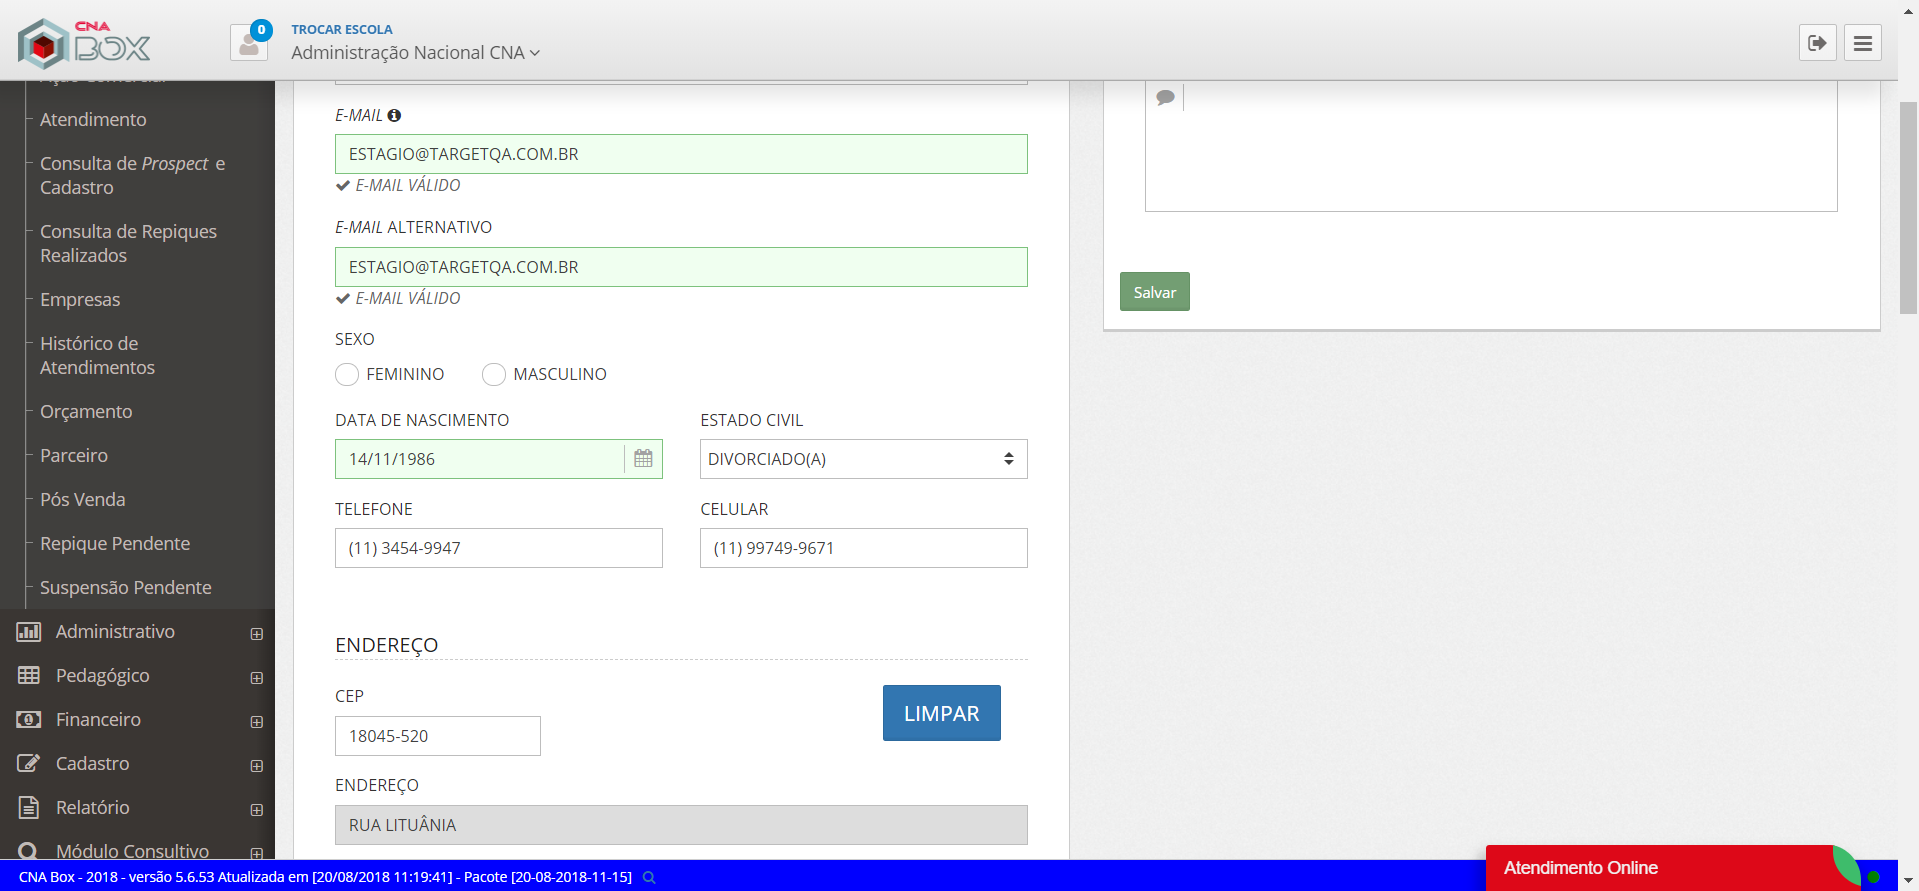 CNA
BOX
0
TROCAR ESCOLA
Administração Nacional CNA
Ação Comercial
Atendimento
Consulta de Prospect e
Cadastro
Consulta de Repiques
Realizados
Empresas
Histórico de
Atendimentos
Orçamento
Parceiro
Pós Venda
Repique Pendente
Suspensão Pendente
Administrativo
Pedagógico
Financeiro
Cadastro
Relatório
Módulo Consultivo
E-MAIL
ESTAGIO@TARGETQA.COM.BR
E-MAIL VÁLIDO
E-MAIL ALTERNATIVO
ESTAGIO@TARGETQA.COM.BR
E-MAIL VÁLIDO
SEXO
FEMININO MASCULINO
DATA DE NASCIMENTO ESTADO CIVIL
14/11/1986 DIVORCIADO(A)
TELEFONE CELULAR
(11) 3454-9947 (11) 99749-9671
ENDEREÇO
CEP
18045-520
LIMPAR
ENDEREÇO
RUA LITUÂNIA
Salvar
CNA Box - 2018 - versão 5.6.53 Atualizada em [20/08/2018 11:19:41] - Pacote [20-08-2018-11-15]
Atendimento Online